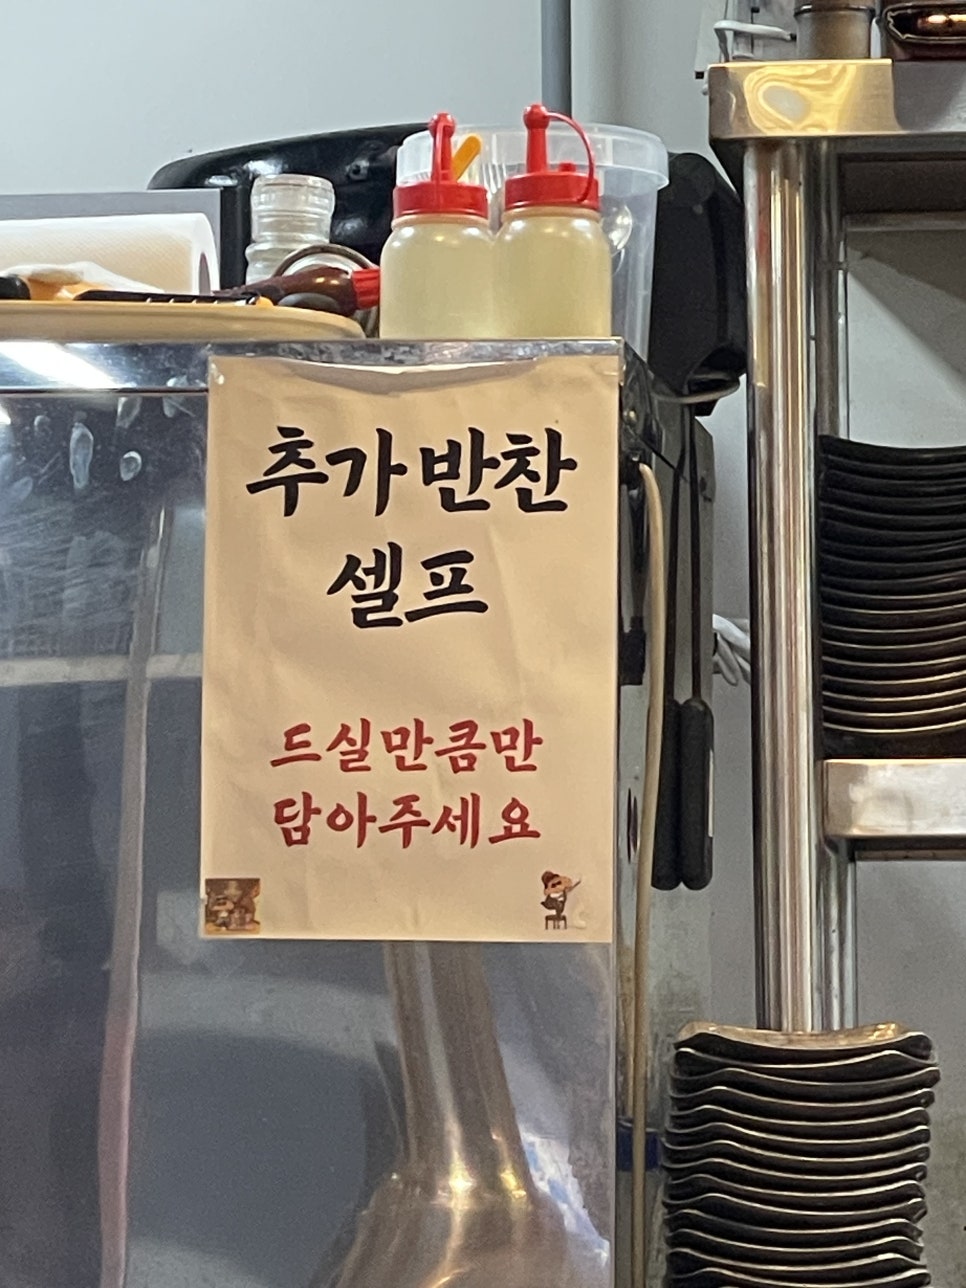 추가 반찬
셀프
드실만큼만
담아주세요